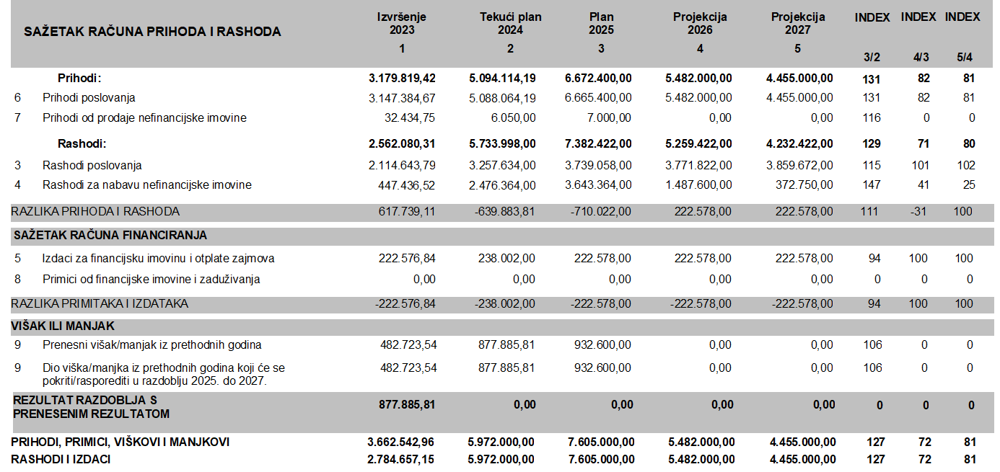 SAŽETAK RAČUNA PRIHODA I RASHODA Izvršenje 2023 Tekući plan 2024 Plan 2025 Projekcija 2026 Projekcija 2027 INDEX INDEX INDEX
1 2 3 4 5 3/2 4/3 5/4
Prihodi: 3.179.819,42 5.094.114,19 6.672.400,00 5.482.000,00 4.455.000,00 131 82 81
6 Prihodi poslovanja 3.147.384,67 5.088.064,19 6.665.400,00 5.482.000,00 4.455.000,00 131 82 81
7 Prihodi od prodaje nefinancijske imovine 32.434,75 6.050,00 7.000,00 0,00 0,00 116 0 0
Rashodi: 2.562.080,31 5.733.998,00 7.382.422,00 5.259.422,00 4.232.422,00 129 71 80
3 Rashodi poslovanja 2.114.643,79 3.257.634,00 3.739.058,00 3.771.822,00 3.859.672,00 115 101 102
4 Rashodi za nabavu nefinancijske imovine 447.436,52 2.476.364,00 3.643.364,00 1.487.600,00 372.750,00 147 41 25
RAZLIKA PRIHODA I RASHODA 617.739,11 -639.883,81 -710.022,00 222.578,00 222.578,00 111 -31 100
SAŽETAK RAČUNA FINANCIRANJA
5 Izdaci za financijsku imovinu i otplate zajmova 222.576,84 238.002,00 222.578,00 222.578,00 222.578,00 94 100 100
8 Primici od financijske imovine i zaduživanja 0,00 0,00 0,00 0,00 0,00 0 0 0
RAZLIKA PRIMITAKA I IZDATAKA -222.576,84 -238.002,00 -222.578,00 -222.578,00 -222.578,00 94 100 100
VIŠAK ILI MANJAK
9 Prenesni višak/manjak iz prethodnih godina 482.723,54 877.885,81 932.600,00 0,00 0,00 106 0 0
9 Dio viška/manjka iz prethodnih godina koji će se 482.723,54 877.885,81 932.600,00 0,00 0,00 106 0 0
pokriti/rasporediti u razdoblju 2025. do 2027.
REZULTAT RAZDOBLJA S
PRENESENIM REZULTATOM 877.885,81 0,00 0,00 0,00 0,00 0 0 0
PRIHODI, PRIMICI, VIŠKOVI I MANJKOVI 3.662.542,96 5.972.000,00 7.605.000,00 5.482.000,00 4.455.000,00 127 72 81
RASHODI I IZDACI 2.784.657,15 5.972.000,00 7.605.000,00 5.482.000,00 4.455.000,00 127 72 81